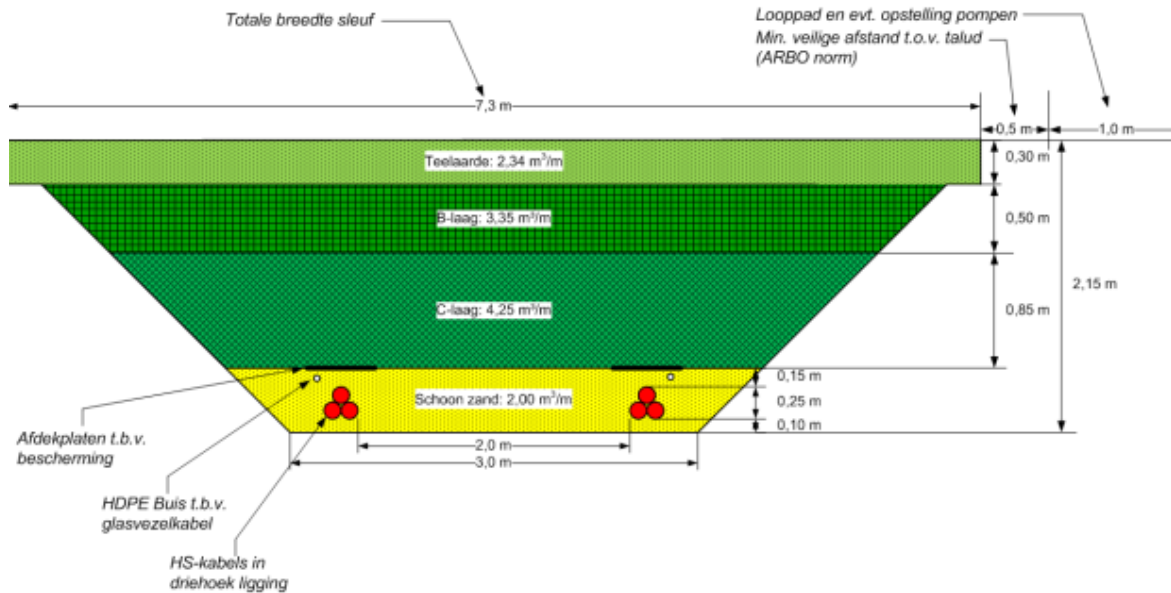 Totale breedte sleuf
Looppad en evt. opstelling pompen
Min. veilige afstand t.o.v. talud
(ARBO norm)
7,3 m
0,5 m
1,0 m
Teelaarde: 2,34 m³/m
0,30 m
B-laag: 3,35 m³/m
0,50 m
2,15 m
C-laag: 4,25 m³/m
0,85 m
0,15 m
Schoon zand: 2,00 m³/m
0,25 m
0,10 m
2,0 m
3,0 m
Afdekplaten t.b.v.
bescherming
HDPE Buis t.b.v.
glasvezelkabel
HS-kabels in
driehoek ligging